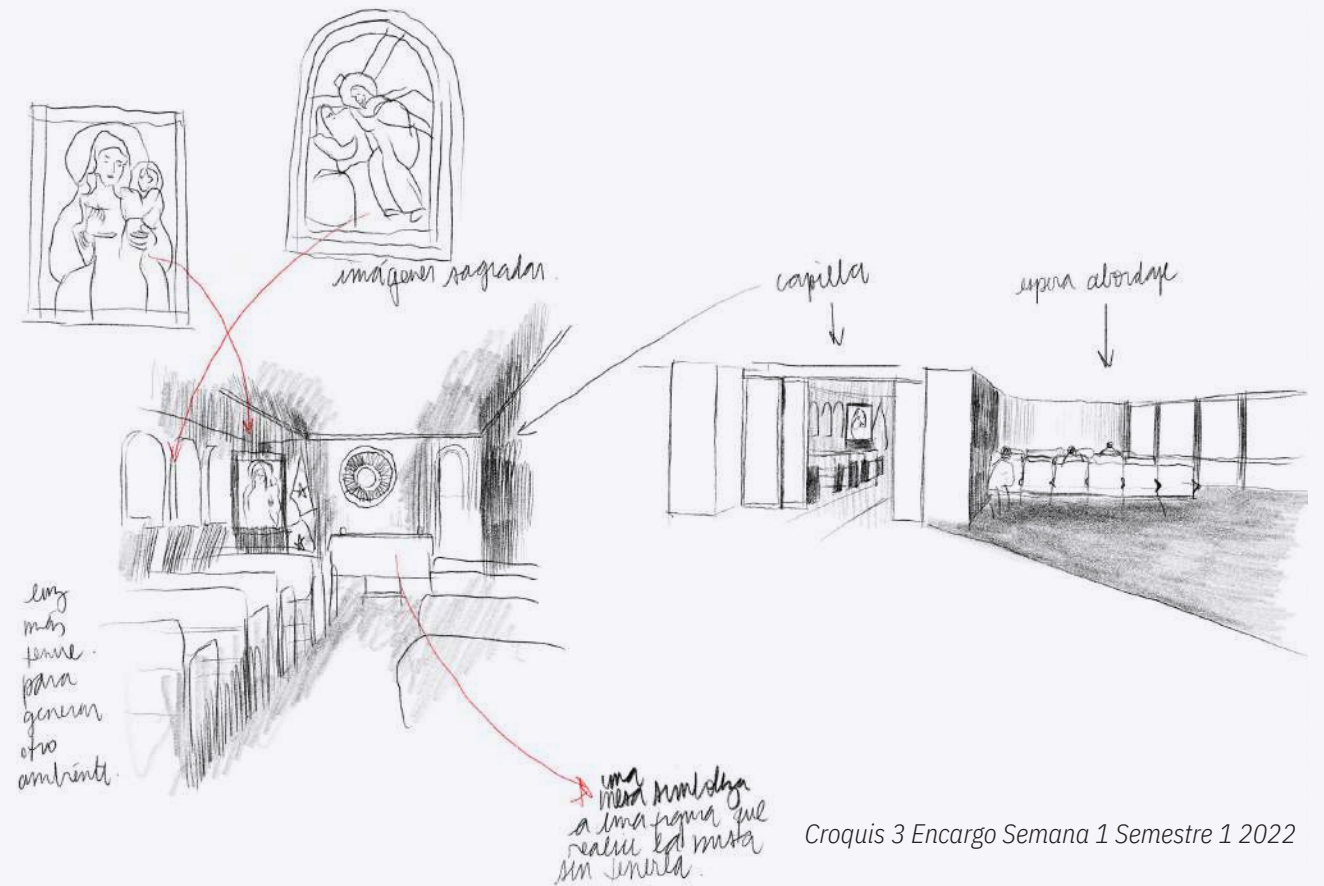 imágenes sagradas.
capilla
espera abordaje
luz
más
tenue.
para
generar
otro
ambiente.
una
mesa simboliza
a una figura que
realice la misa
sin tenerla.
Croquis 3 Encargo Semana 1 Semestre 1 2022